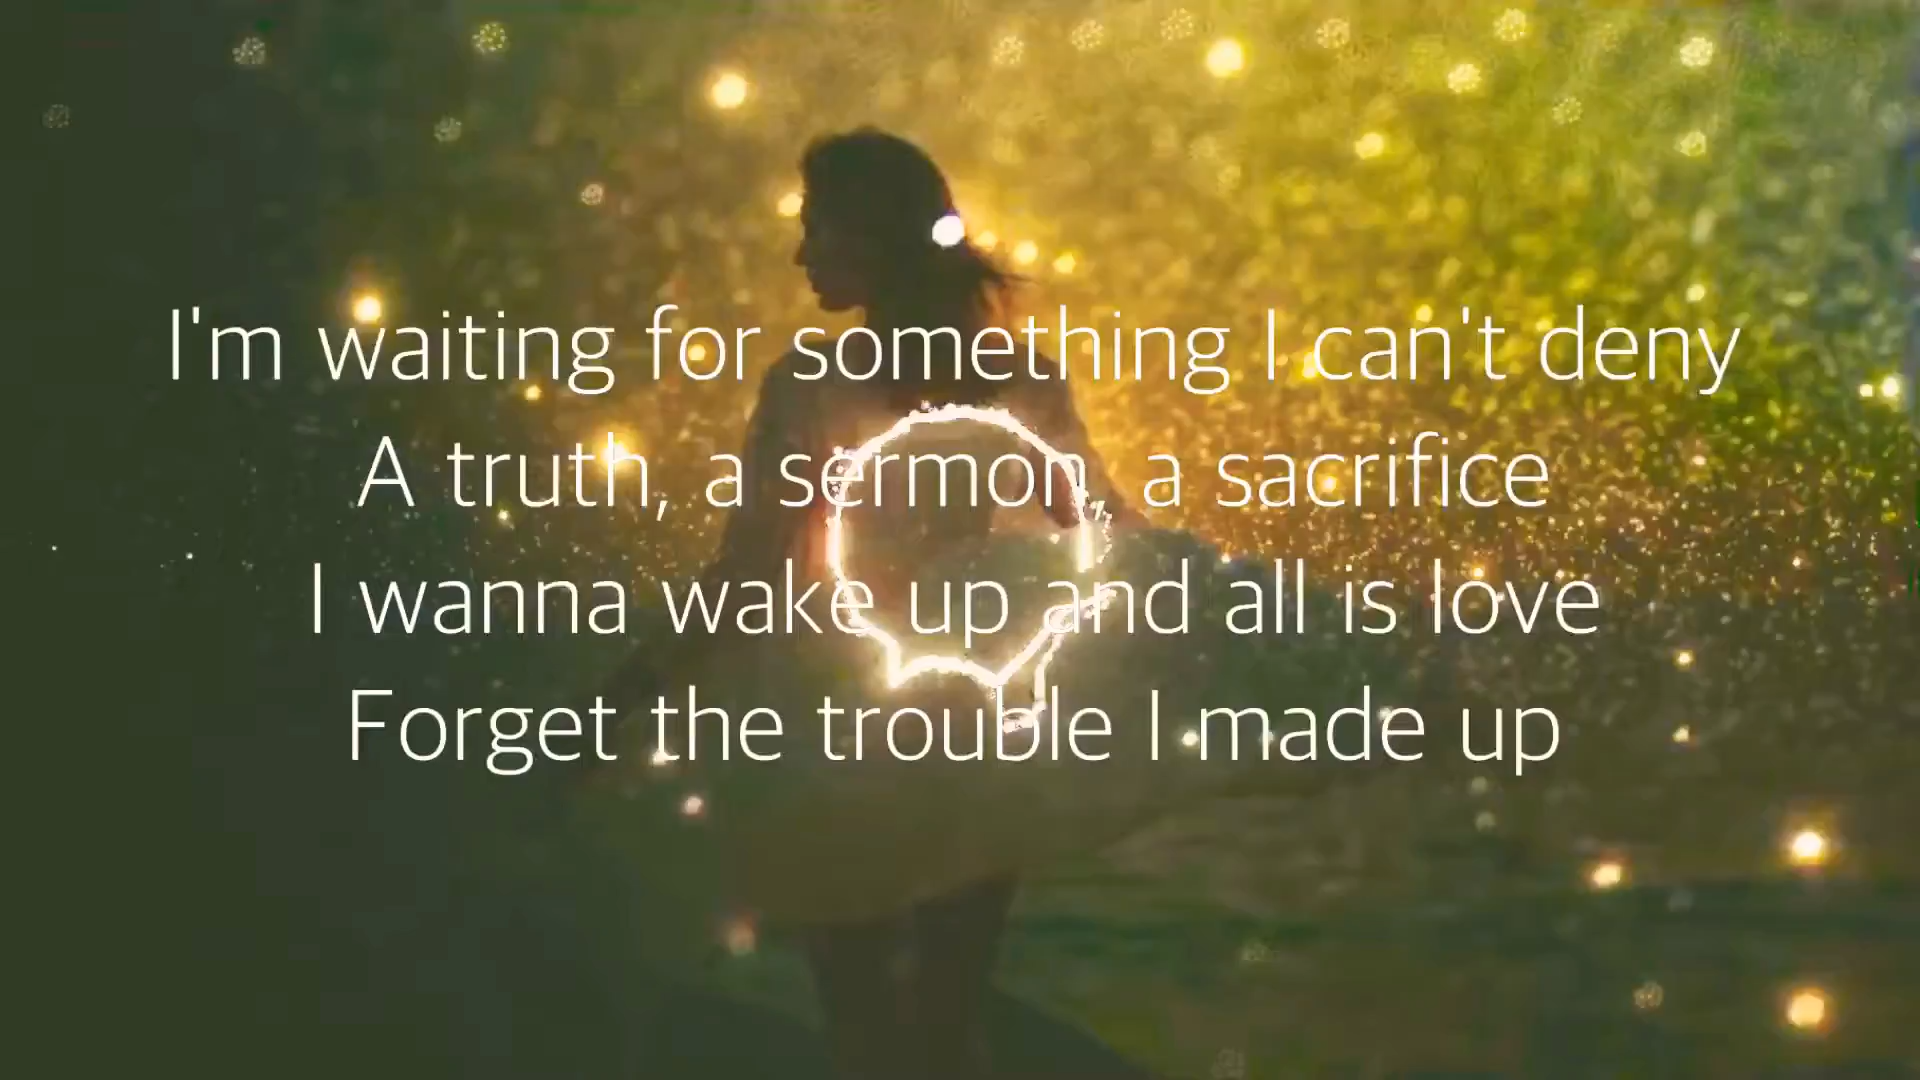 I'm waiting for something I can't deny
A truth, a sermon, a sacrifice
I wanna wake up and all is love
Forget the trouble I made up